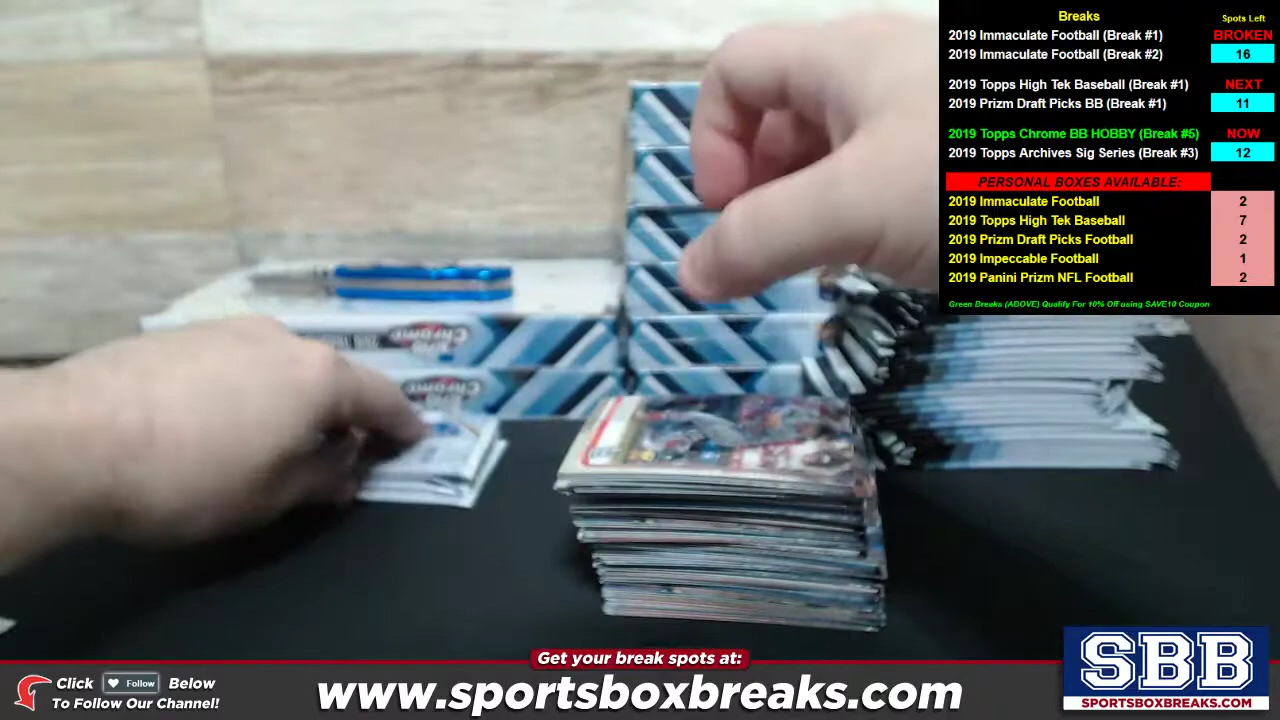 Breaks Spots Left
2019 Immaculate Football (Break #1) BROKEN
2019 Immaculate Football (Break #2) 16
2019 Topps High Tek Baseball (Break #1) NEXT
2019 Prizm Draft Picks BB (Break #1) 11
2019 Topps Chrome BB HOBBY (Break #5) NOW
2019 Topps Archives Sig Series (Break #3) 12
PERSONAL BOXES AVAILABLE:
2019 Immaculate Football 2
2019 Topps High Tek Baseball 7
2019 Prizm Draft Picks Football 2
2019 Impeccable Football 1
2019 Panini Prizm NFL Football 2
Green Breaks (ABOVE) Qualify For 10% Off using SAVE10 Coupon
Chrome
Chrome
Get your break spots at:
Click Follow Below
To Follow Our Channel!
www.sportsboxbreaks.com
SBB
SPORTSBOXBREAKS.COM